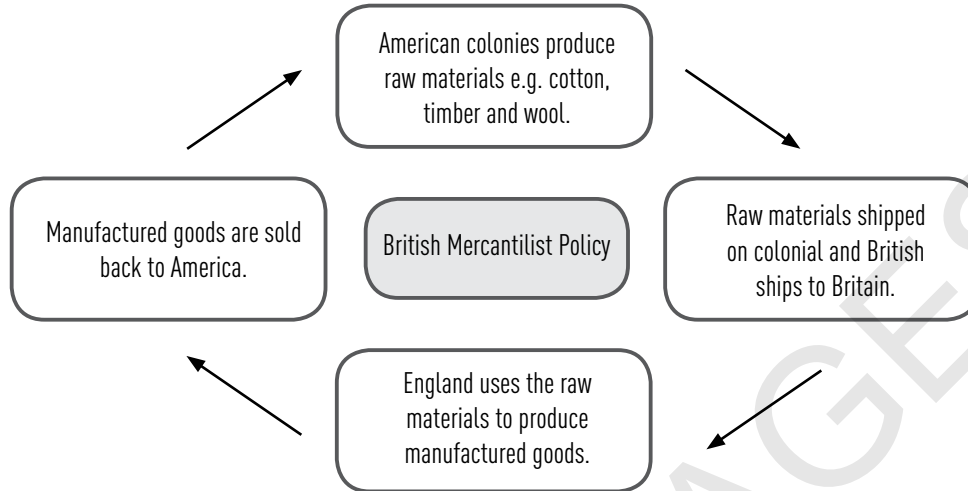 American colonies produce
raw materials e.g. cotton,
timber and wool.
Manufactured goods are sold
back to America.
British Mercantilist Policy
Raw materials shipped
on colonial and British
ships to Britain.
England uses the raw
materials to produce
manufactured goods.
AGES